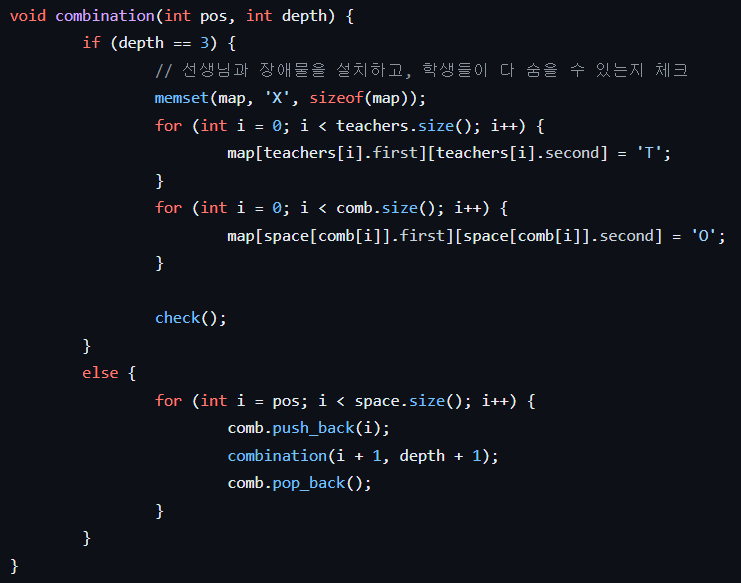 void combination(int pos, int depth) {
if (depth == 3) {
// 선생님과 장애물을 설치하고, 학생들이 다 숨을 수 있는지 체크
memset(map, 'X', sizeof(map));
for (int i = 0; i < teachers.size(); i++) {
map[teachers[i].first][teachers[i].second] = 'T';
}
for (int i = 0; i < comb.size(); i++) {
map[space[comb[i]].first][space[comb[i]].second] = 'O';
}
check();
}
else {
for (int i = pos; i < space.size(); i++) {
comb.push_back(i);
combination(i + 1, depth + 1);
comb.pop_back();
}
}
}